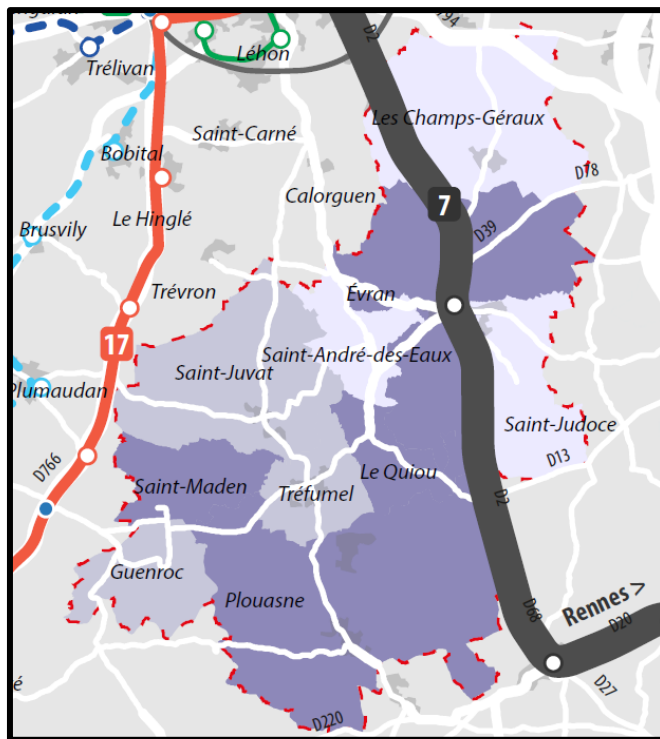 Trélivan
Léhon
D2
D794
Saint-Carné
Les Champs-Géraux
Bobital
Calorguen
D78
7
Le Hinglé
D39
Brusvily
Trévron
Évran
17
Saint-André-des-Eaux
Saint-Juvat
Plumaudan
Saint-Judoce
D766
D13
Saint-Maden
Tréfumel
Le Quiou
D2
Guenroc
Plouasne
D68
Rennes >
D20
é
D27
D220